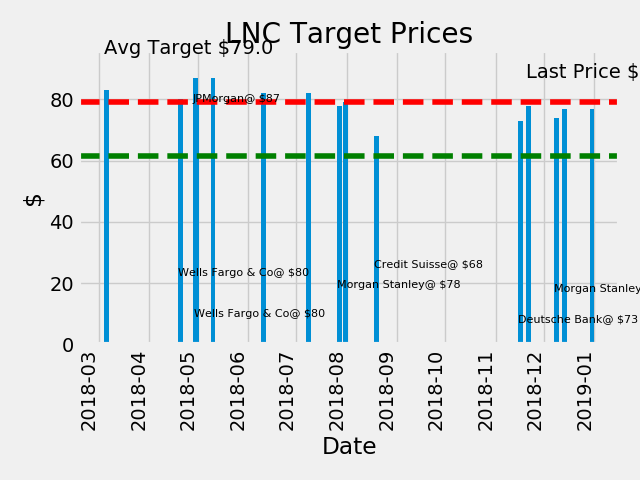 LNC Target Prices
Avg Target $79.0
Last Price $
JPMorgan@ $87
Wells Fargo & Co@ $80
Wells Fargo & Co@ $80
Credit Suisse@ $68
Morgan Stanley@ $78
Morgan Stanley
Deutsche Bank@ $73
$
80
60
40
20
0
2018-03
2018-04
2018-05
2018-06
2018-07
2018-08
2018-09
2018-10
2018-11
2018-12
2019-01
Date